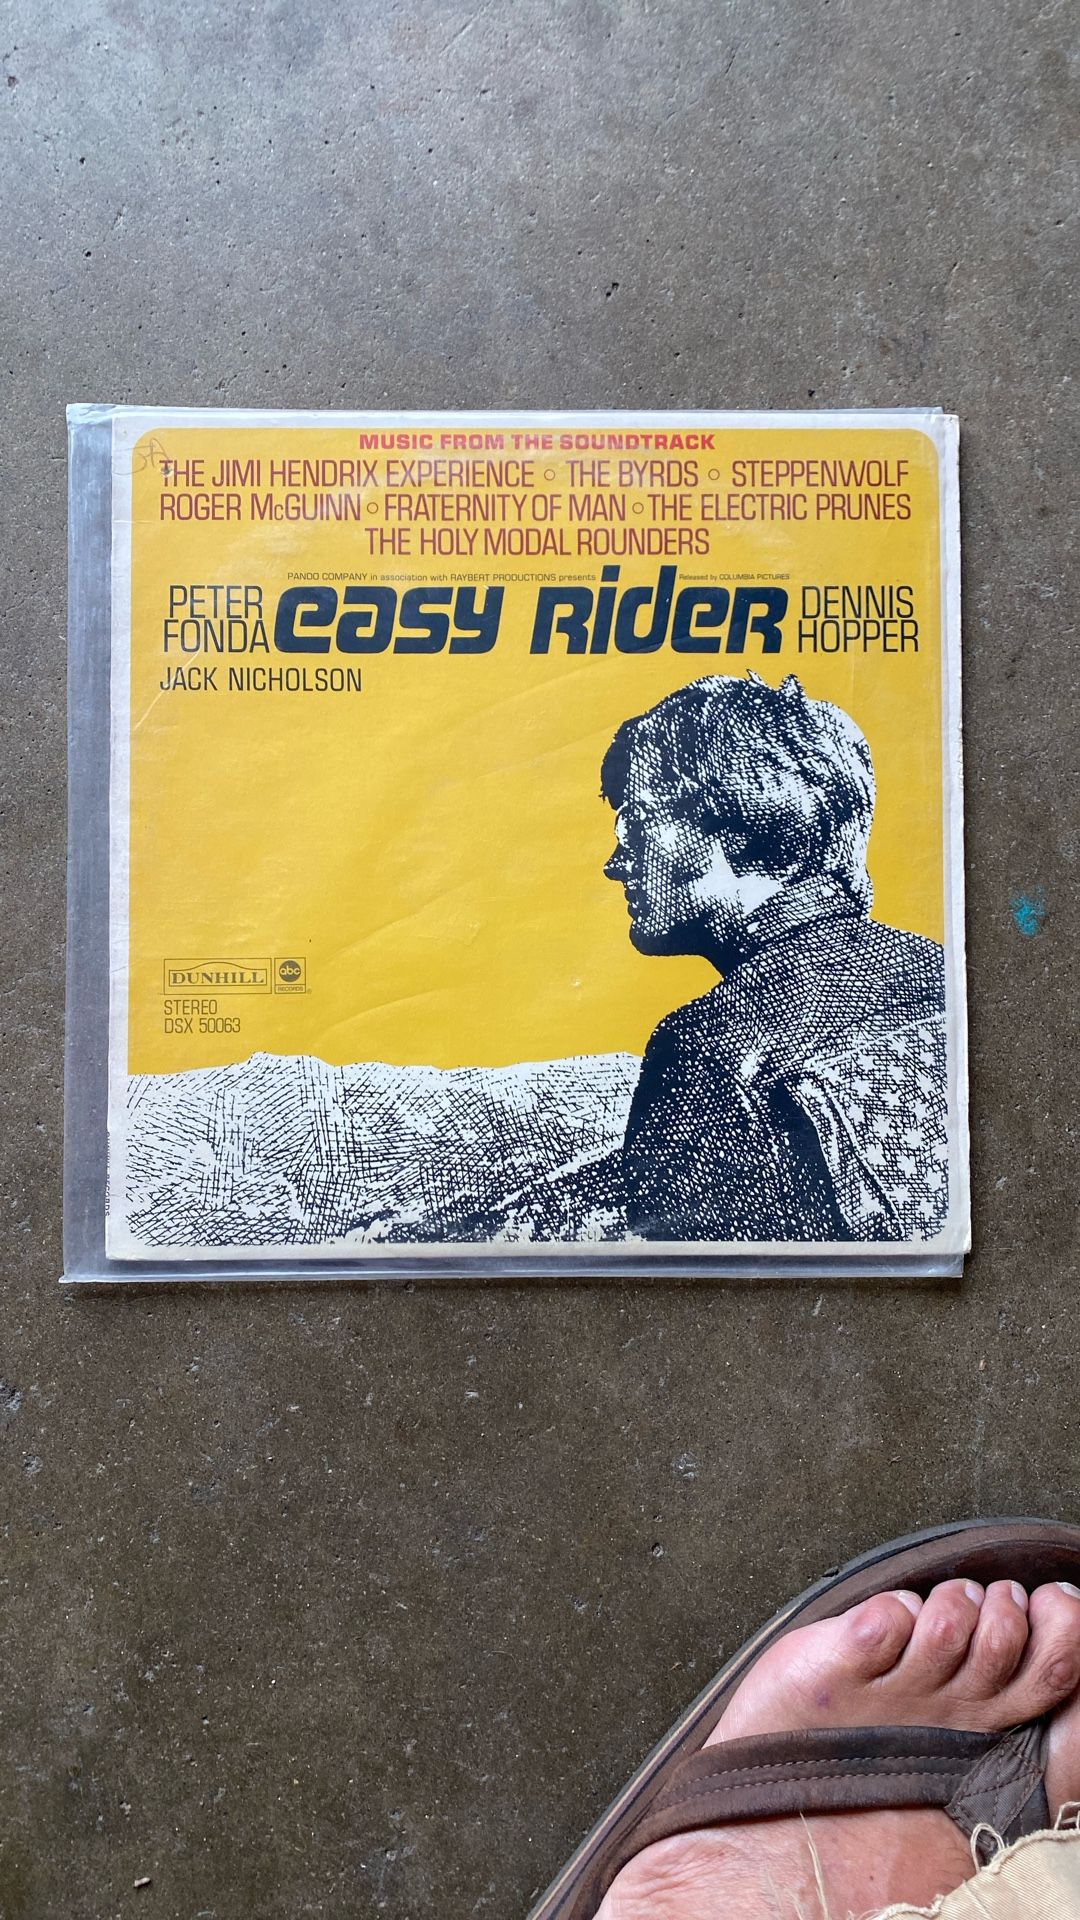 MUSIC FROM THE SOUNDTRACK
THE JIMI HENDRIX EXPERIENCE ○ THE BYRDS ○ STEPPENWOLF
ROGER McGUINN ○ FRATERNITY OF MAN ○ THE ELECTRIC PRUNES
THE HOLY MODAL ROUNDERS
PANDO COMPANY in association with RAYBERT PRODUCTIONS presents
Released by COLUMBIA PICTURES
PETER FONDA
easy RideR
DENNIS HOPPER
JACK NICHOLSON
DUNHILL
abc
RECORDS
STEREO
DSX 50063